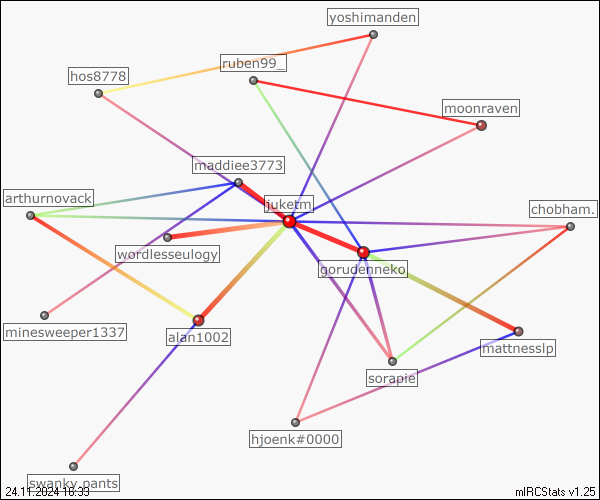 yoshimanden
ruben99_
hos8778
moonraven
maddiee3773
arthurnovack
juketm
chobham.
wordlesseulogy
gorudenneko
minesweeper1337
alan1002
mattnesslp
sorapie
hjoenk#0000
swanky.pants
24.11.2024 16:33
mIRCStats v1.25